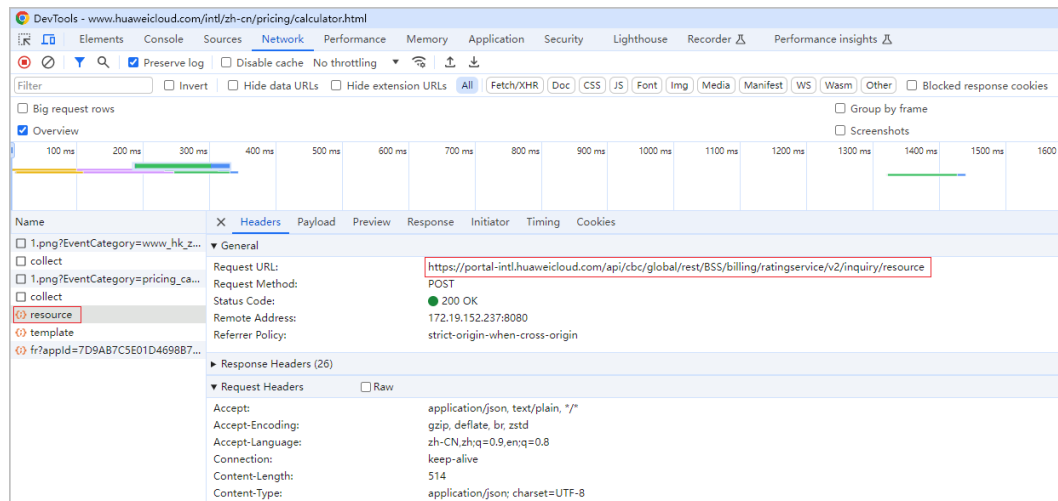 DevTools - www.huaweicloud.com/intl/zh-cn/pricing/calculator.html
Elements Console Sources Network Performance Memory Application Security Lighthouse Recorder Performance insights
Preserve log Disable cache No throttling
Filter Invert Hide data URLs Hide extension URLs All Fetch/XHR Doc CSS JS Font Img Media Manifest WS Wasm Other Blocked response cookies
Big request rows Group by frame
Overview Screenshots
100 ms 200 ms 300 ms 400 ms 500 ms 600 ms 700 ms 800 ms 900 ms 1000 ms 1100 ms 1200 ms 1300 ms 1400 ms 1500 ms 1600
Name
1.png?EventCategory=www_hk_z...
collect
1.png?EventCategory=pricing_ca...
collect
resource
template
fr?appId=7D9AB7C5E01D4698B7...
Headers Payload Preview Response Initiator Timing Cookies
General
Request URL: https://portal-intl.huaweicloud.com/api/cbc/global/rest/BSS/billing/ratingservice/v2/inquiry/resource
Request Method: POST
Status Code: 200 OK
Remote Address: 172.19.152.237:8080
Referrer Policy: strict-origin-when-cross-origin
Response Headers (26)
Request Headers Raw
Accept: application/json, text/plain, */*
Accept-Encoding: gzip, deflate, br, zstd
Accept-Language: zh-CN,zh;q=0.9,en;q=0.8
Connection: keep-alive
Content-Length: 514
Content-Type: application/json; charset=UTF-8